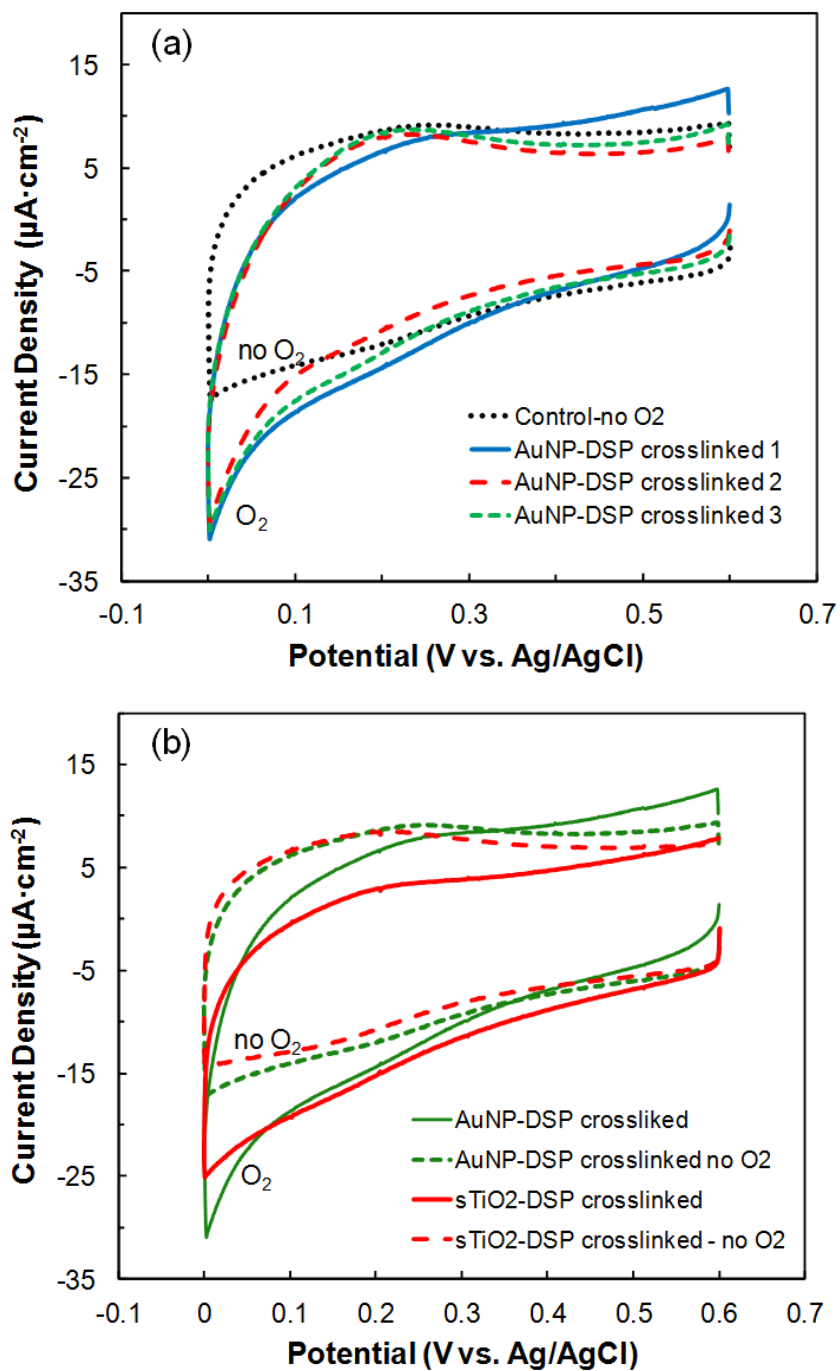 (a)
15
5
-5
-15
-25
-35
Current Density (µA·cm⁻²)
no O₂
O₂
Control-no O2
AuNP-DSP crosslinked 1
AuNP-DSP crosslinked 2
AuNP-DSP crosslinked 3
-0.1 0.1 0.3 0.5 0.7
Potential (V vs. Ag/AgCl)
(b)
15
5
-5
-15
-25
-35
Current Density (µA·cm⁻²)
no O₂
O₂
AuNP-DSP crossliked
AuNP-DSP crosslinked no O2
sTiO2-DSP crosslinked
sTiO2-DSP crosslinked - no O2
-0.1 0 0.1 0.2 0.3 0.4 0.5 0.6 0.7
Potential (V vs. Ag/AgCl)